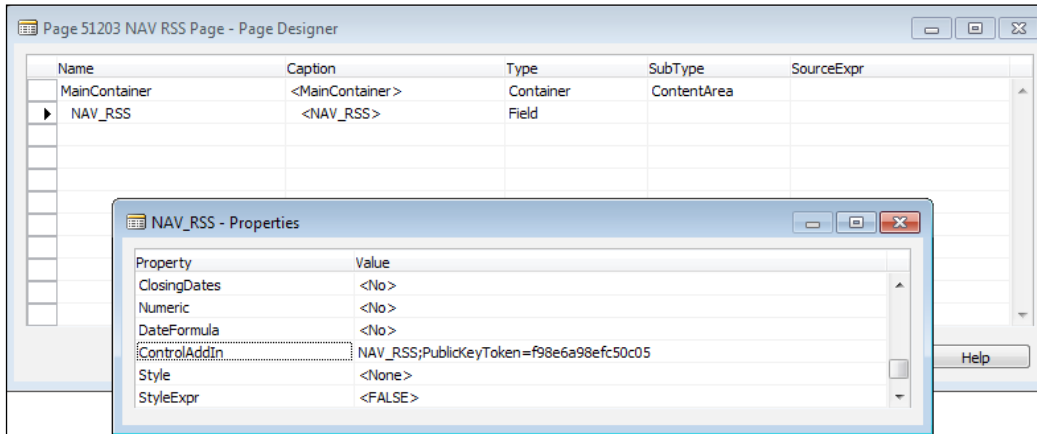 Page 51203 NAV RSS Page - Page Designer
Name Caption Type SubType SourceExpr
MainContainer <MainContainer> Container ContentArea
NAV_RSS <NAV_RSS> Field
NAV_RSS - Properties
Property Value
ClosingDates <No>
Numeric <No>
DateFormula <No>
ControlAddIn NAV_RSS;PublicKeyToken=f98e6a98efc50c05
Style <None>
StyleExpr <FALSE>
Help